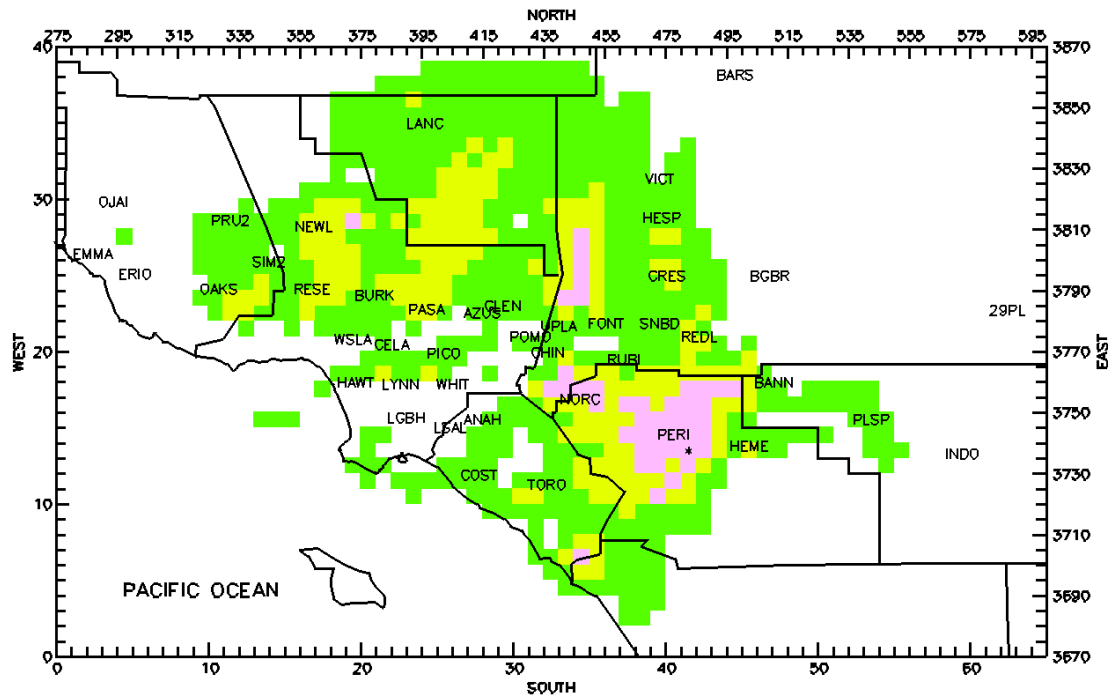 NORTH
275 295 315 335 355 375 395 415 435 455 475 495 515 535 555 575 595
40 3870
BARS
3850
LANC
3830
VICT
30
OJAI
PRU2 NEWL HESP
3810
EMMA SIM2
ERIO CRES BGBR
OAKS RESE BURK 3790
PASA AZUS GLEN 29PL
UPLA FONT SNBD
WSLA CELA POMO REDL
WEST 20 PICO CHIN RUBI 3770 EAST
HAWT LYNN WHIT BANN
NORC
LGBH LSAL ANAH 3750 PLSP
PERI HEME INDO
*
COST 3730
TORO
10
3710
PACIFIC OCEAN 3690
0 3670
0 10 20 30 40 50 60
SOUTH